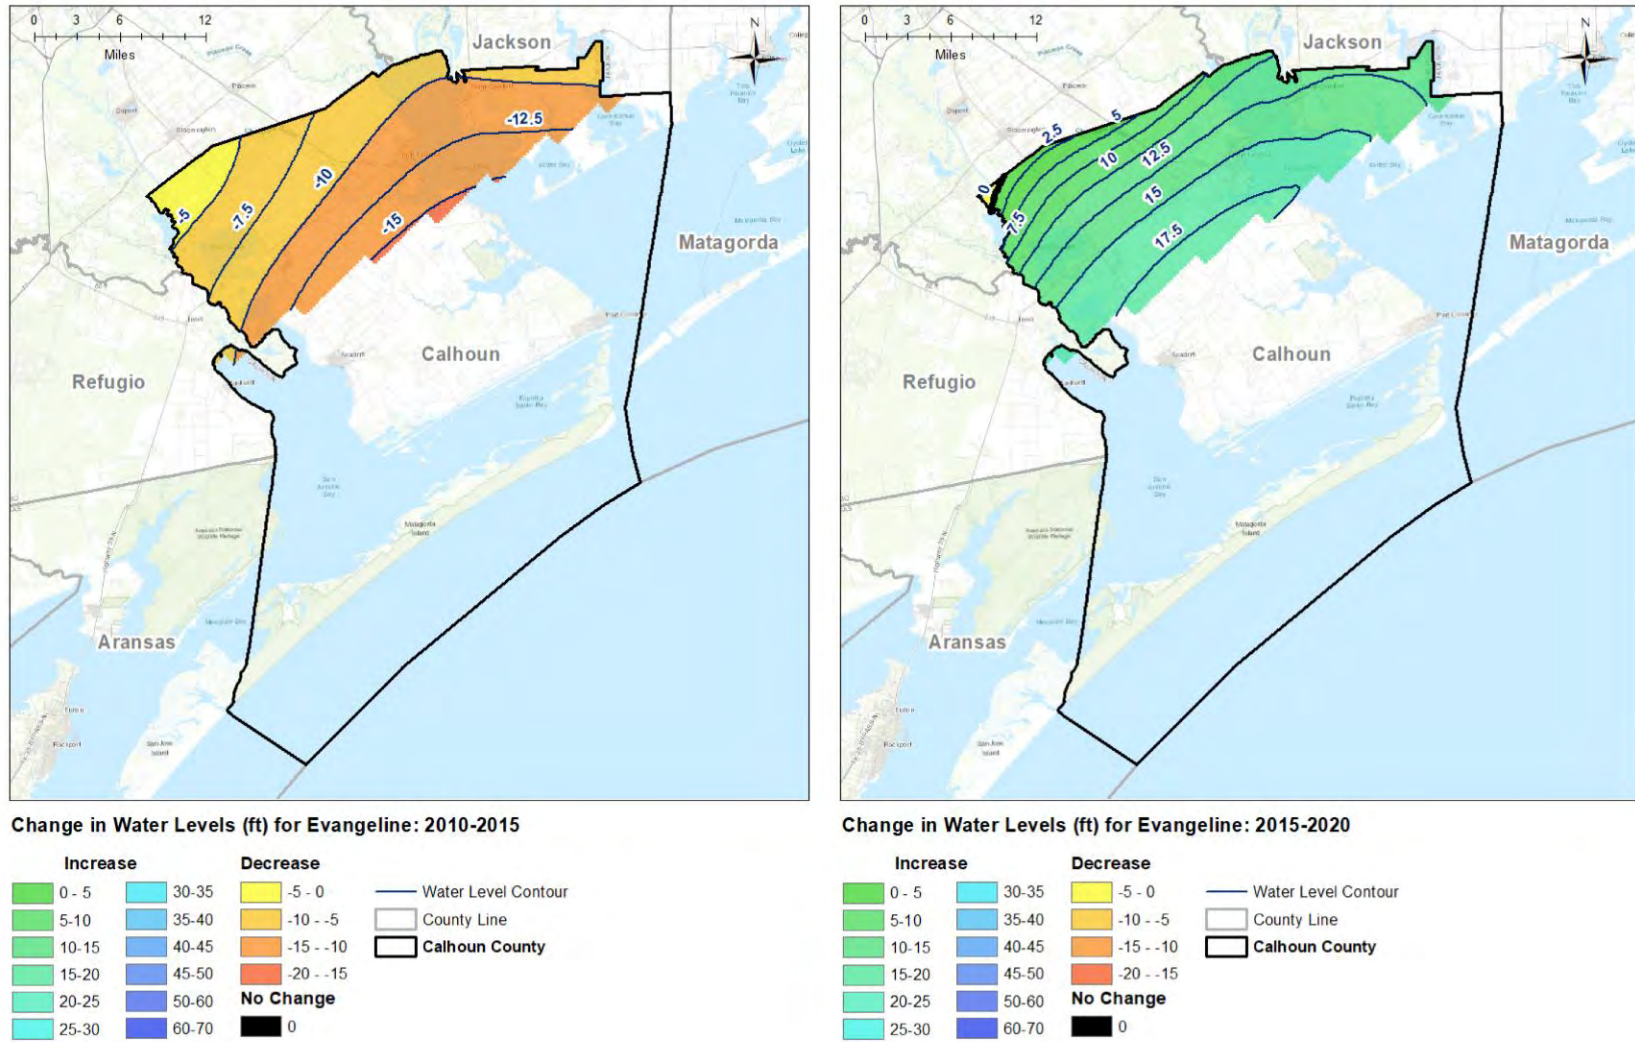 0 3 6 12
Miles
N
Jackson
-12.5
-10
-7.5
-5
-15
Matagorda
Calhoun
Refugio
Matagorda
Island
Aransas
Rockport
Change in Water Levels (ft) for Evangeline: 2010-2015
Increase
0 - 5
5-10
10-15
15-20
20-25
25-30
30-35
35-40
40-45
45-50
50-60
60-70
Decrease
-5 - 0
-10 - -5
-15 - -10
-20 - -15
No Change
0
Water Level Contour
County Line
Calhoun County
0 3 6 12
Miles
N
Jackson
5
2.5
0
10
12.5
7.5
15
17.5
Matagorda
Calhoun
Refugio
Matagorda
Island
Aransas
Rockport
Change in Water Levels (ft) for Evangeline: 2015-2020
Increase
0 - 5
5-10
10-15
15-20
20-25
25-30
30-35
35-40
40-45
45-50
50-60
60-70
Decrease
-5 - 0
-10 - -5
-15 - -10
-20 - -15
No Change
0
Water Level Contour
County Line
Calhoun County